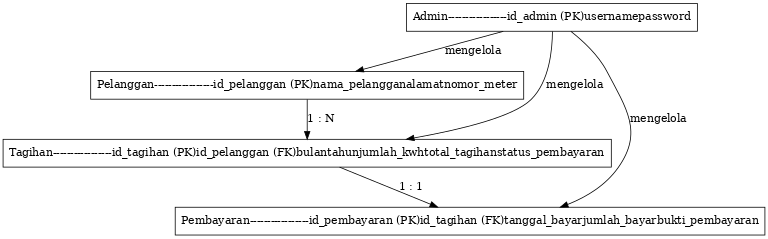 Admin----------------id_admin (PK)usernamepassword
mengelola
Pelanggan----------------id_pelanggan (PK)nama_pelangganalamatnomor_meter
mengelola
1 : N
mengelola
Tagihan----------------id_tagihan (PK)id_pelanggan (FK)bulantahunjumlah_kwhtotal_tagihanstatus_pembayaran
1 : 1
Pembayaran----------------id_pembayaran (PK)id_tagihan (FK)tanggal_bayarjumlah_bayarbukti_pembayaran